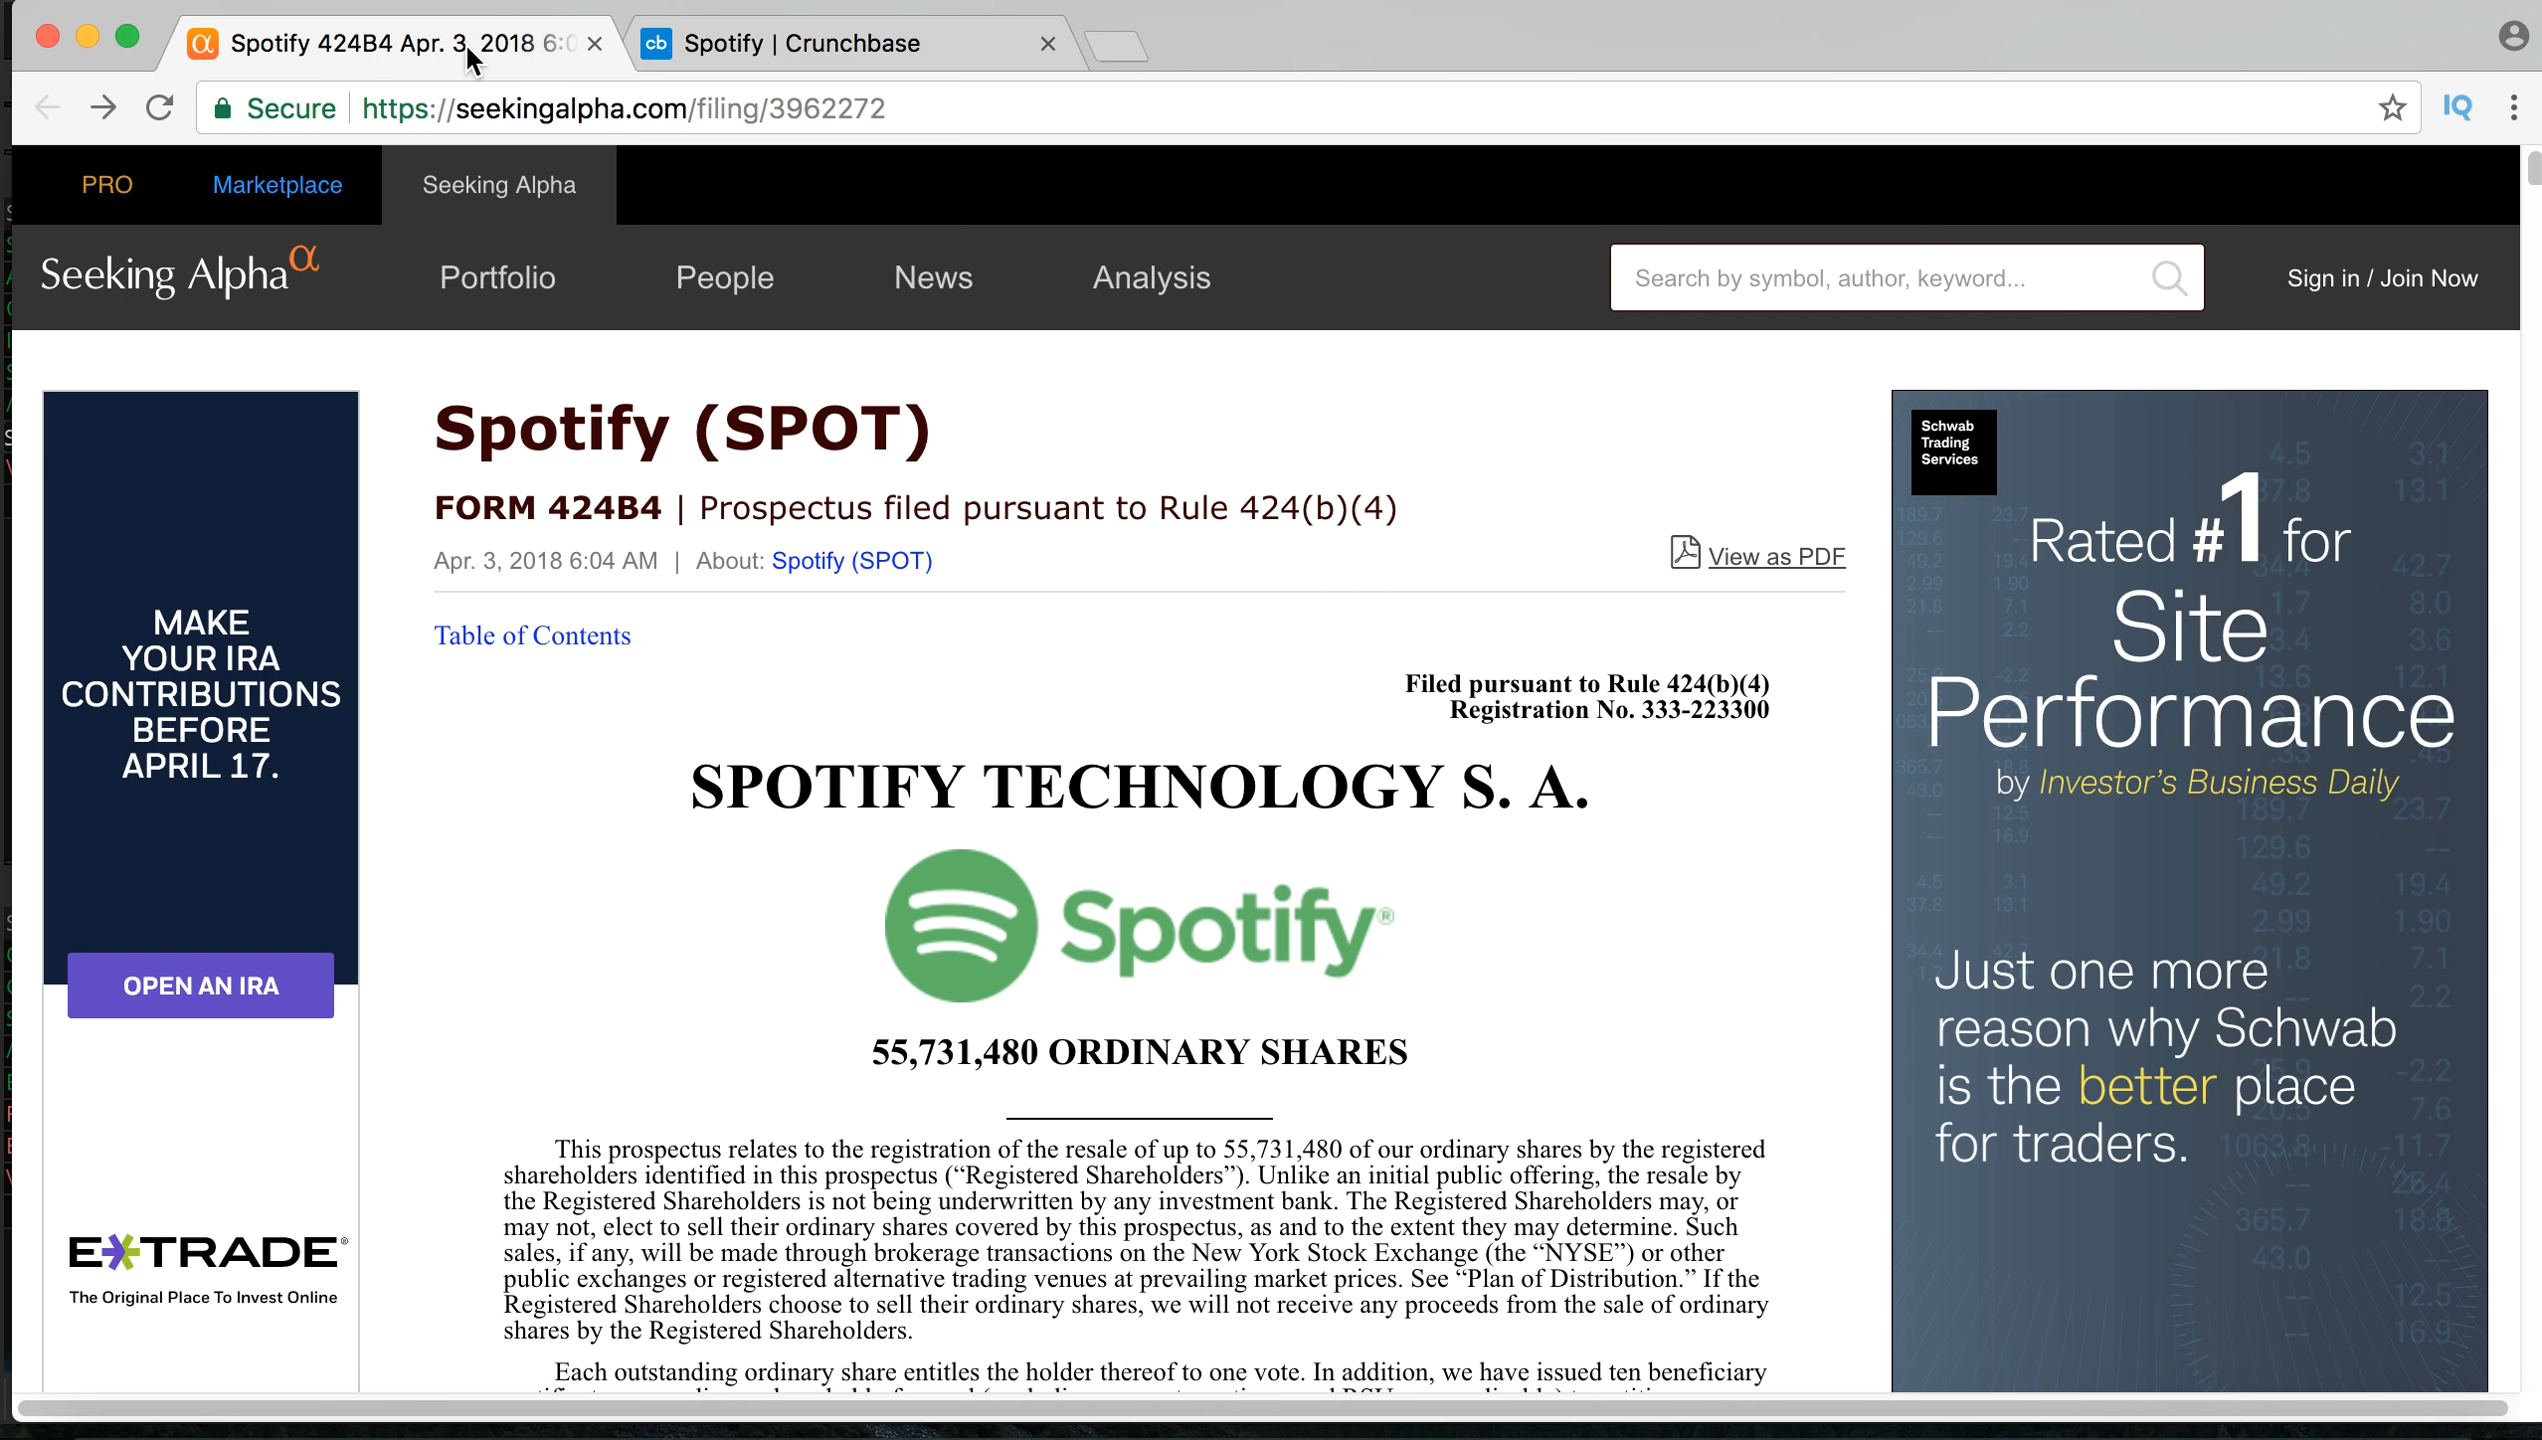 Spotify 424B4 Apr. 3, 2018 6:0
cb Spotify | Crunchbase
Secure https://seekingalpha.com/filing/3962272
IQ
PRO Marketplace Seeking Alpha
Seeking Alpha α Portfolio People News Analysis Search by symbol, author, keyword... Sign in / Join Now
MAKE
YOUR IRA
CONTRIBUTIONS
BEFORE
APRIL 17.
OPEN AN IRA
E*TRADE®
The Original Place To Invest Online
Spotify (SPOT)
FORM 424B4 | Prospectus filed pursuant to Rule 424(b)(4)
Apr. 3, 2018 6:04 AM | About: Spotify (SPOT)
View as PDF
Table of Contents
Filed pursuant to Rule 424(b)(4)
Registration No. 333-223300
SPOTIFY TECHNOLOGY S. A.
Spotify®
55,731,480 ORDINARY SHARES
This prospectus relates to the registration of the resale of up to 55,731,480 of our ordinary shares by the registered
shareholders identified in this prospectus (“Registered Shareholders”). Unlike an initial public offering, the resale by
the Registered Shareholders is not being underwritten by any investment bank. The Registered Shareholders may, or
may not, elect to sell their ordinary shares covered by this prospectus, as and to the extent they may determine. Such
sales, if any, will be made through brokerage transactions on the New York Stock Exchange (the “NYSE”) or other
public exchanges or registered alternative trading venues at prevailing market prices. See “Plan of Distribution.” If the
Registered Shareholders choose to sell their ordinary shares, we will not receive any proceeds from the sale of ordinary
shares by the Registered Shareholders.
Each outstanding ordinary share entitles the holder thereof to one vote. In addition, we have issued ten beneficiary
Schwab
Trading
Services
Rated #1 for
Site
Performance
by Investor's Business Daily
Just one more
reason why Schwab
is the better place
for traders.